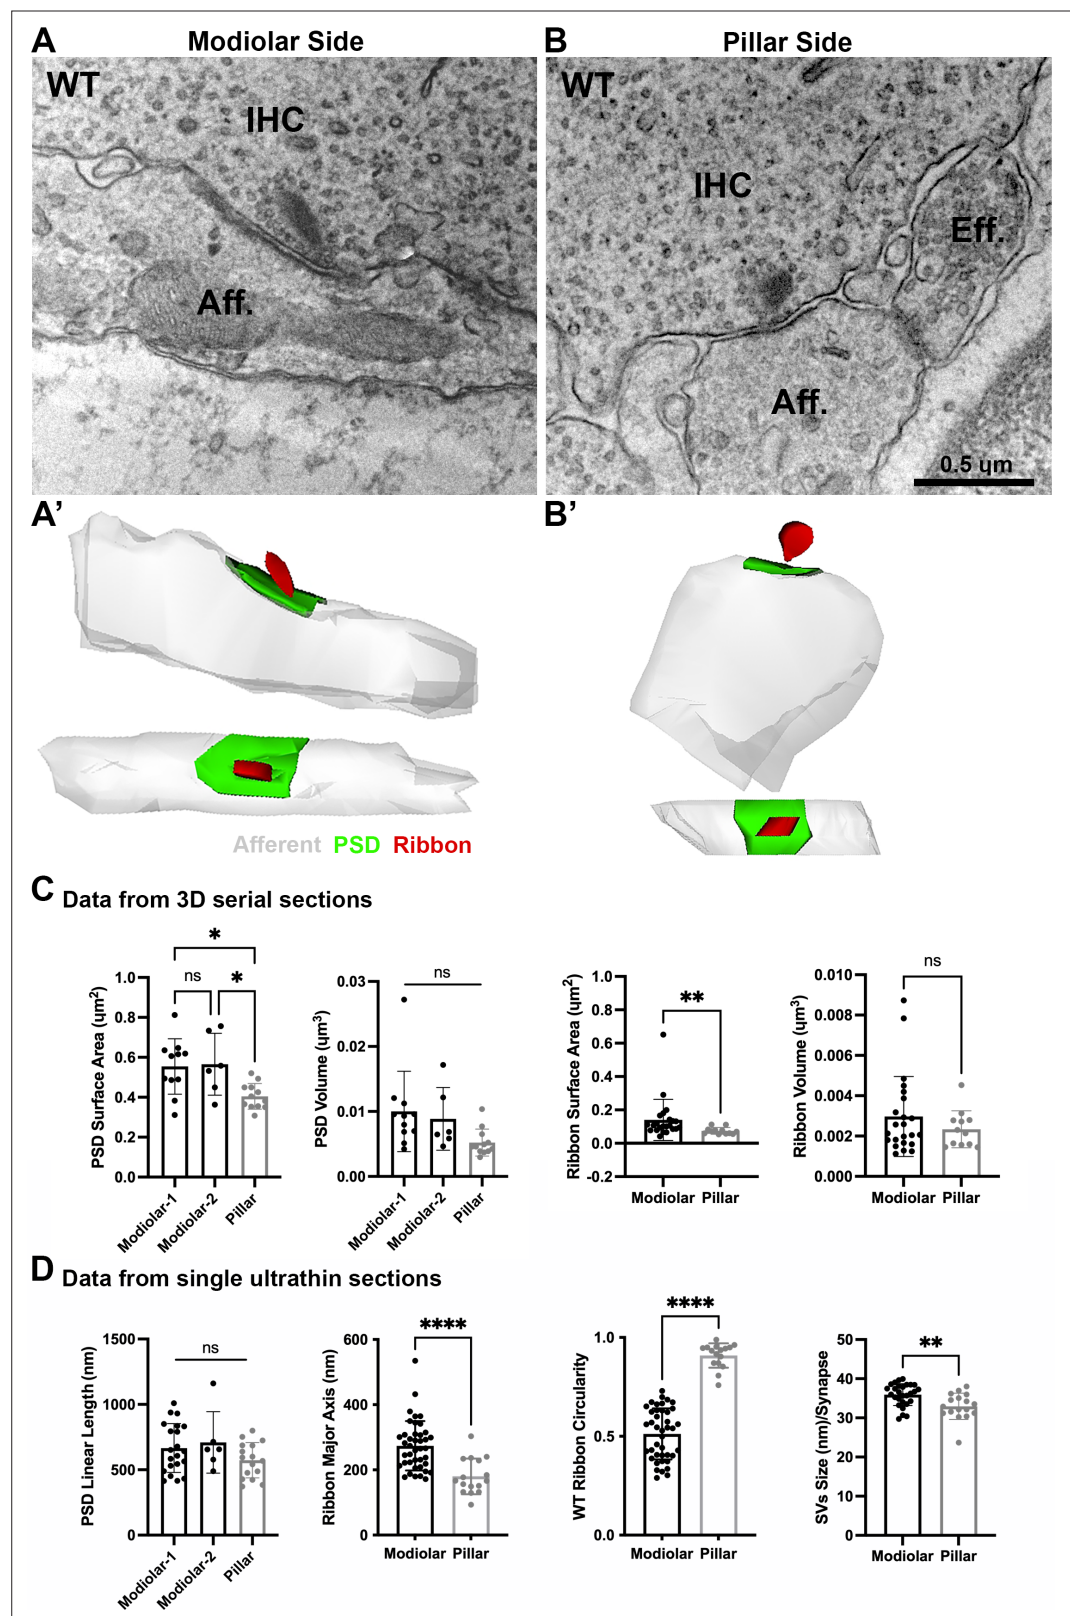 A Modiolar Side
B Pillar Side
WT
IHC
Aff.
WT
IHC
Eff.
Aff.
0.5 µm
A’
B’
Afferent PSD Ribbon
C Data from 3D serial sections
*
ns
*
PSD Surface Area (µm²)
1.0
0.8
0.6
0.4
0.2
0.0
Modiolar-1
Modiolar-2
Pillar
ns
PSD Volume (µm³)
0.03
0.02
0.01
0.00
Modiolar-1
Modiolar-2
Pillar
**
Ribbon Surface Area (µm²)
1.0
0.8
0.6
0.4
0.2
0.0
-0.2
Modiolar Pillar
ns
Ribbon Volume (µm³)
0.010
0.008
0.006
0.004
0.002
0.000
Modiolar Pillar
D Data from single ultrathin sections
ns
PSD Linear Length (nm)
1500
1000
500
0
Modiolar-1
Modiolar-2
Pillar
****
Ribbon Major Axis (nm)
600
400
200
0
Modiolar Pillar
****
WT Ribbon Circularity
1.0
0.5
0.0
Modiolar Pillar
**
SVs Size (nm)/Synapse
50
40
30
20
10
0
Modiolar Pillar